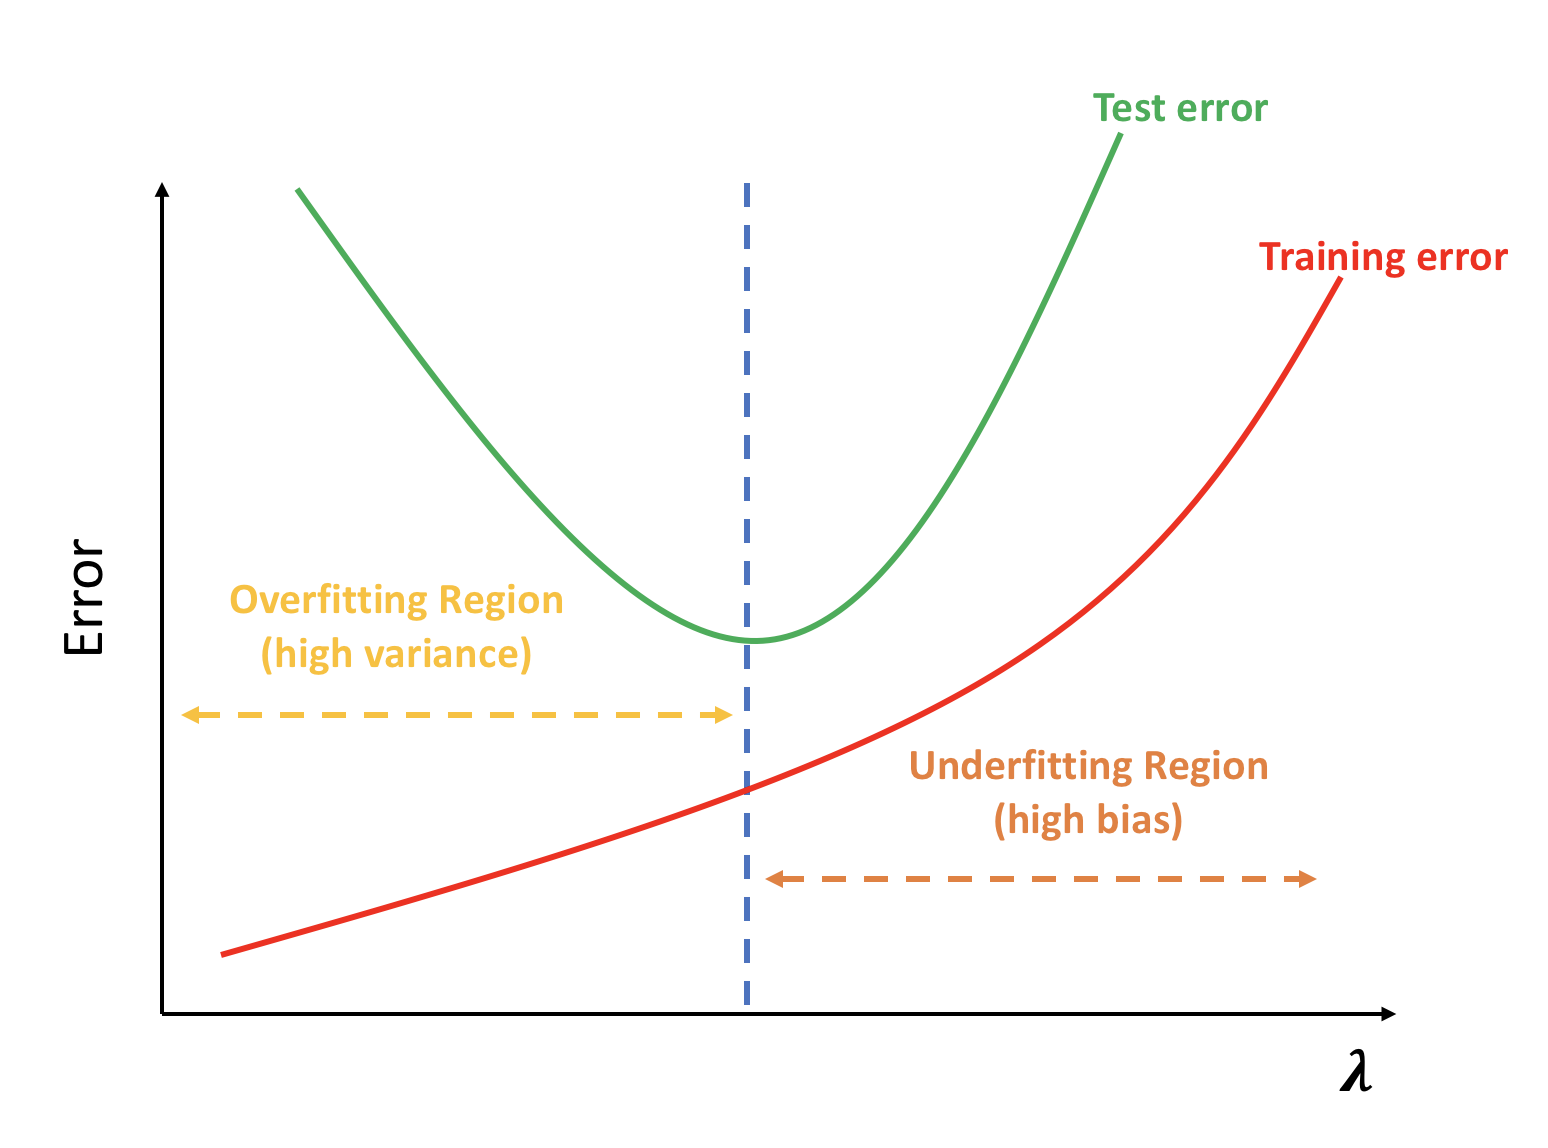 Test error
Training error
Error
Overfitting Region
(high variance)
Underfitting Region
(high bias)
λ